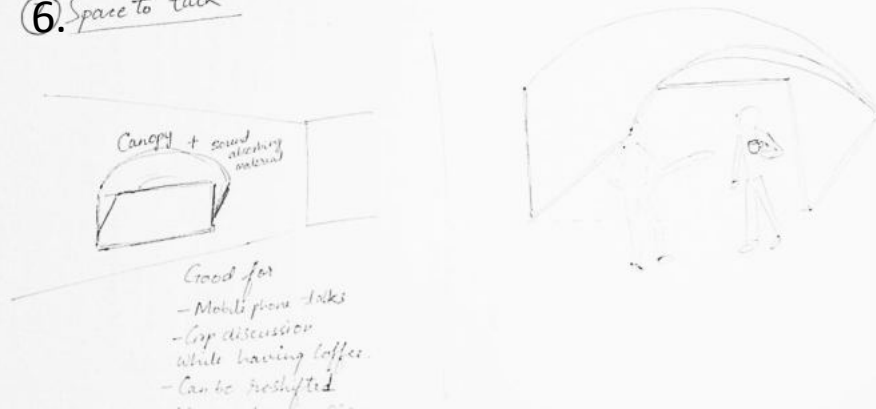 6. Space to talk
Canopy + sound
absorbing
material
Good for
- Mobile phone talks
- Grp discussion
while having coffee.
- Can be reshifted